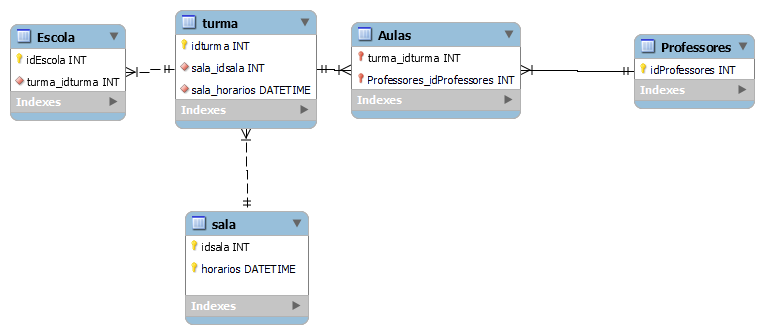 Escola
idEscola INT
turma_idturma INT
Indexes
turma
idturma INT
sala_idsala INT
sala_horarios DATETIME
Indexes
Aulas
turma_idturma INT
Professores_idProfessores INT
Indexes
Professores
idProfessores INT
Indexes
sala
idsala INT
horarios DATETIME
Indexes